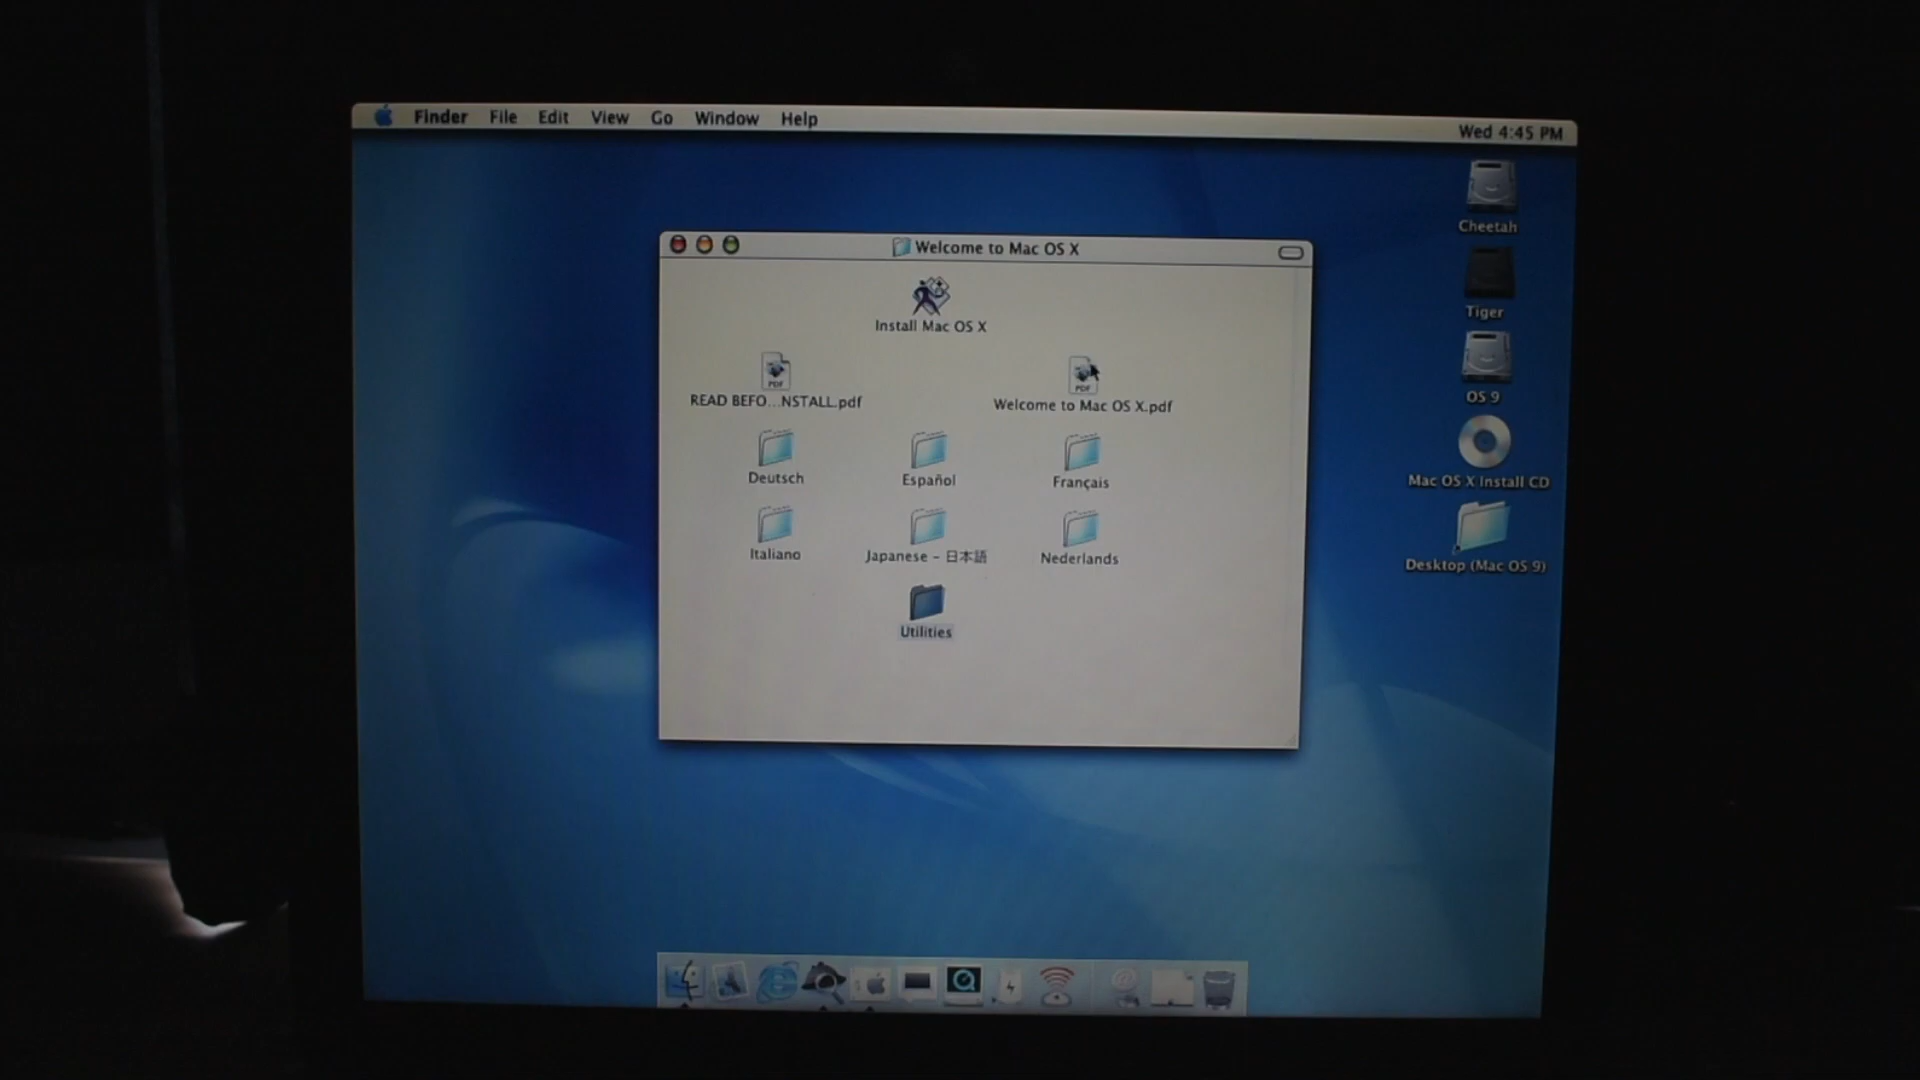 Finder File Edit View Go Window Help
Wed 4:45 PM
Welcome to Mac OS X
Install Mac OS X
PDF
READ BEFO...NSTALL.pdf
PDF
Welcome to Mac OS X.pdf
Deutsch
Español
Français
Italiano
Japanese - 日本語
Nederlands
Utilities
Cheetah
Tiger
OS 9
Mac OS X Install CD
Desktop (Mac OS 9)